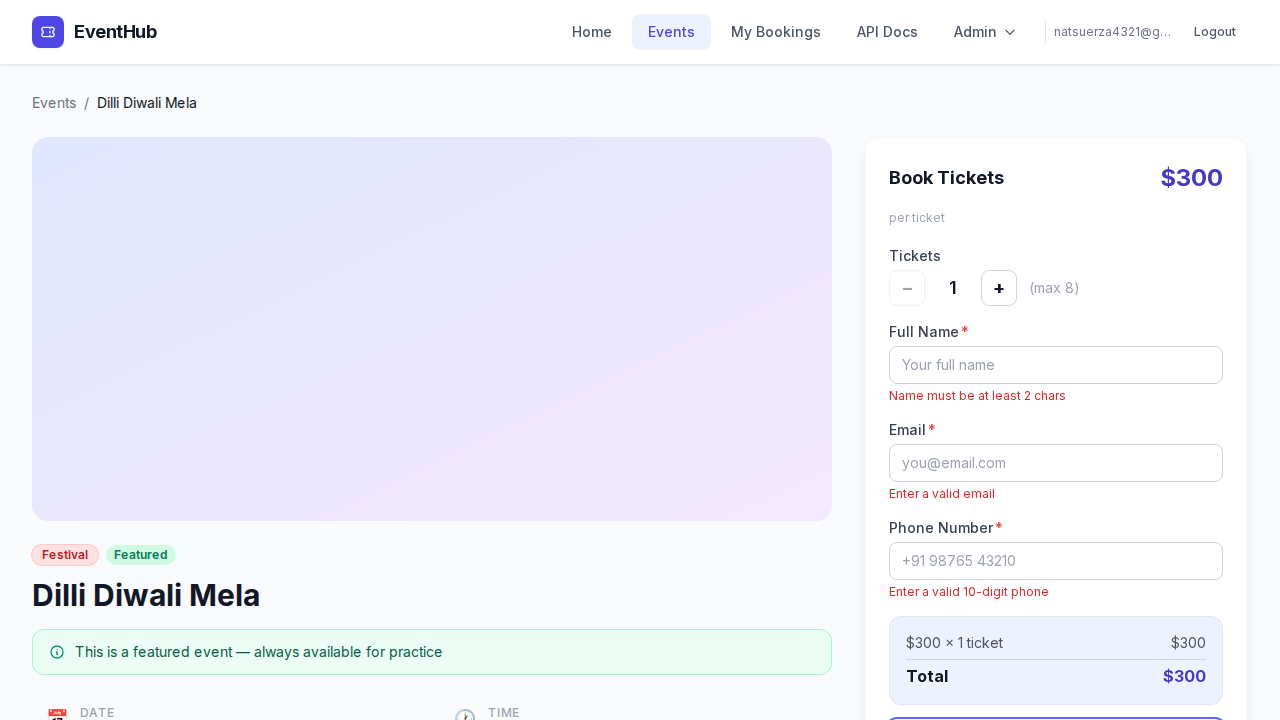 EventHub
Home
Events
My Bookings
API Docs
Admin
natsuerza4321@g...
Logout
Events / Dilli Diwali Mela
Book Tickets
$300
per ticket
Tickets
−
1
+
(max 8)
Full Name *
Your full name
Name must be at least 2 chars
Email *
you@email.com
Enter a valid email
Phone Number *
+91 98765 43210
Enter a valid 10-digit phone
$300 × 1 ticket
$300
Total
$300
Festival
Featured
Dilli Diwali Mela
This is a featured event — always available for practice
DATE
TIME